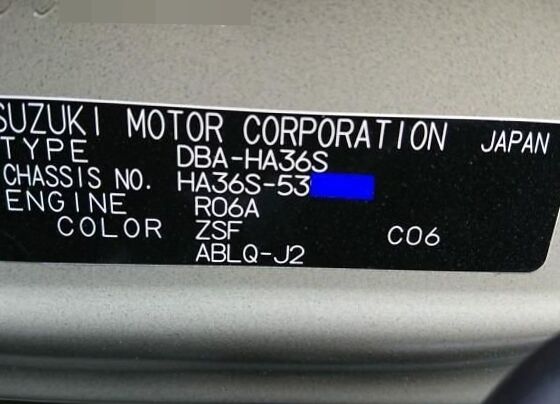 SUZUKI MOTOR CORPORATION JAPAN
TYPE DBA-HA36S
CHASSIS NO. HA36S-53
ENGINE R06A
COLOR ZSF C06
ABLQ-J2